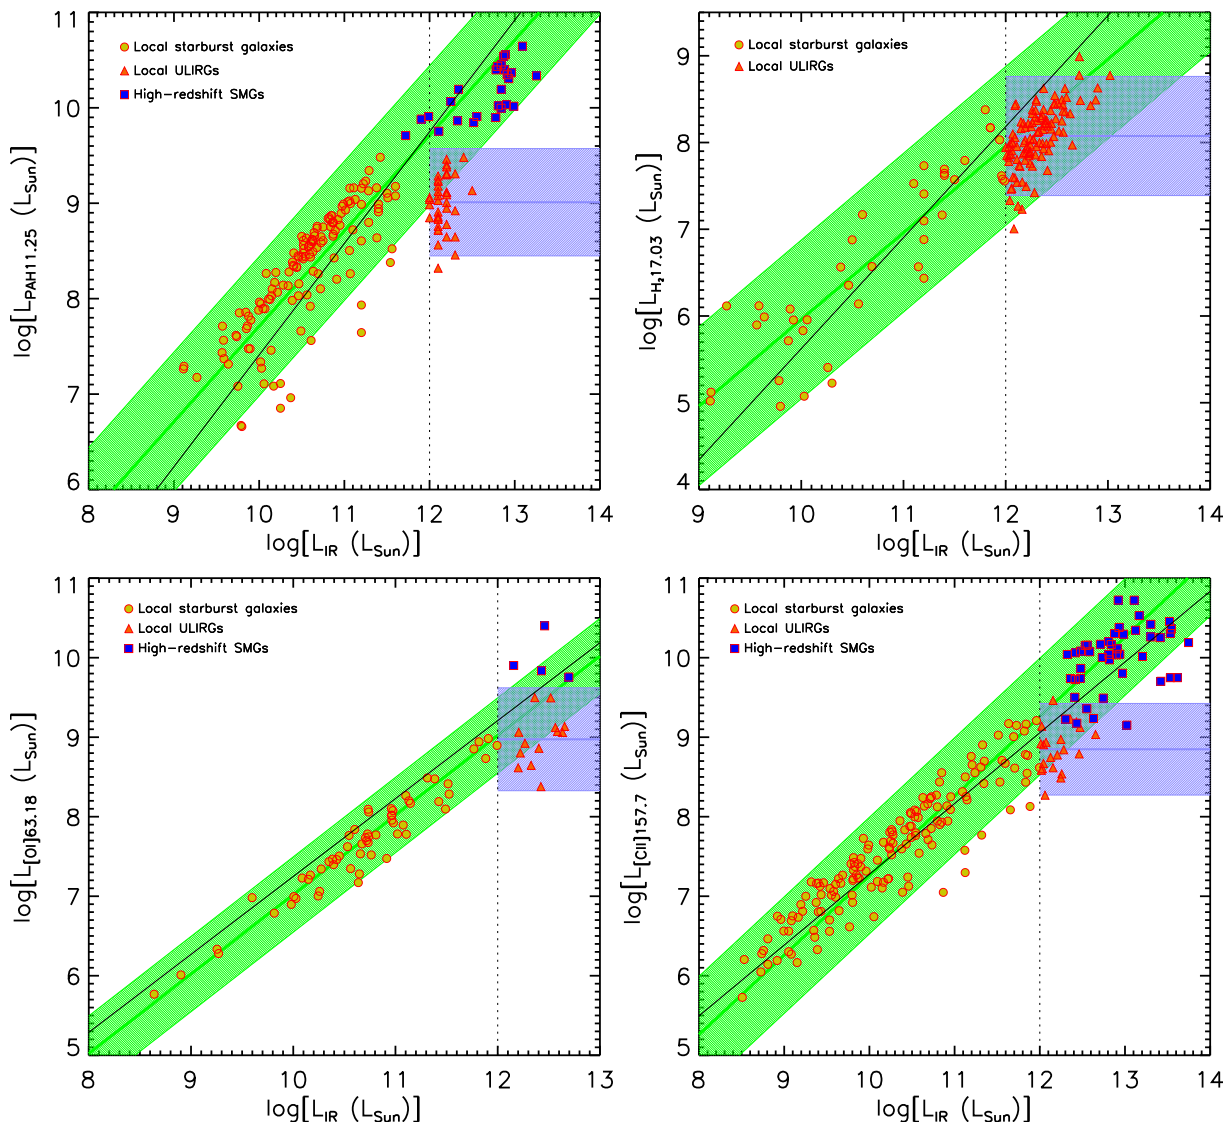 Local starburst galaxies
Local ULIRGs
High-redshift SMGs
11
10
9
8
7
6
8 9 10 11 12 13 14
log[L_PAH11.25 (L_Sun)]
log[L_IR (L_Sun)]
Local starburst galaxies
Local ULIRGs
9
8
7
6
5
4
9 10 11 12 13 14
log[L_H₂17.03 (L_Sun)]
log[L_IR (L_Sun)]
Local starburst galaxies
Local ULIRGs
High-redshift SMGs
11
10
9
8
7
6
5
8 9 10 11 12 13
log[L_[OI]63.18 (L_Sun)]
log[L_IR (L_Sun)]
Local starburst galaxies
Local ULIRGs
High-redshift SMGs
11
10
9
8
7
6
5
8 9 10 11 12 13 14
log[L_[CII]157.7 (L_Sun)]
log[L_IR (L_Sun)]